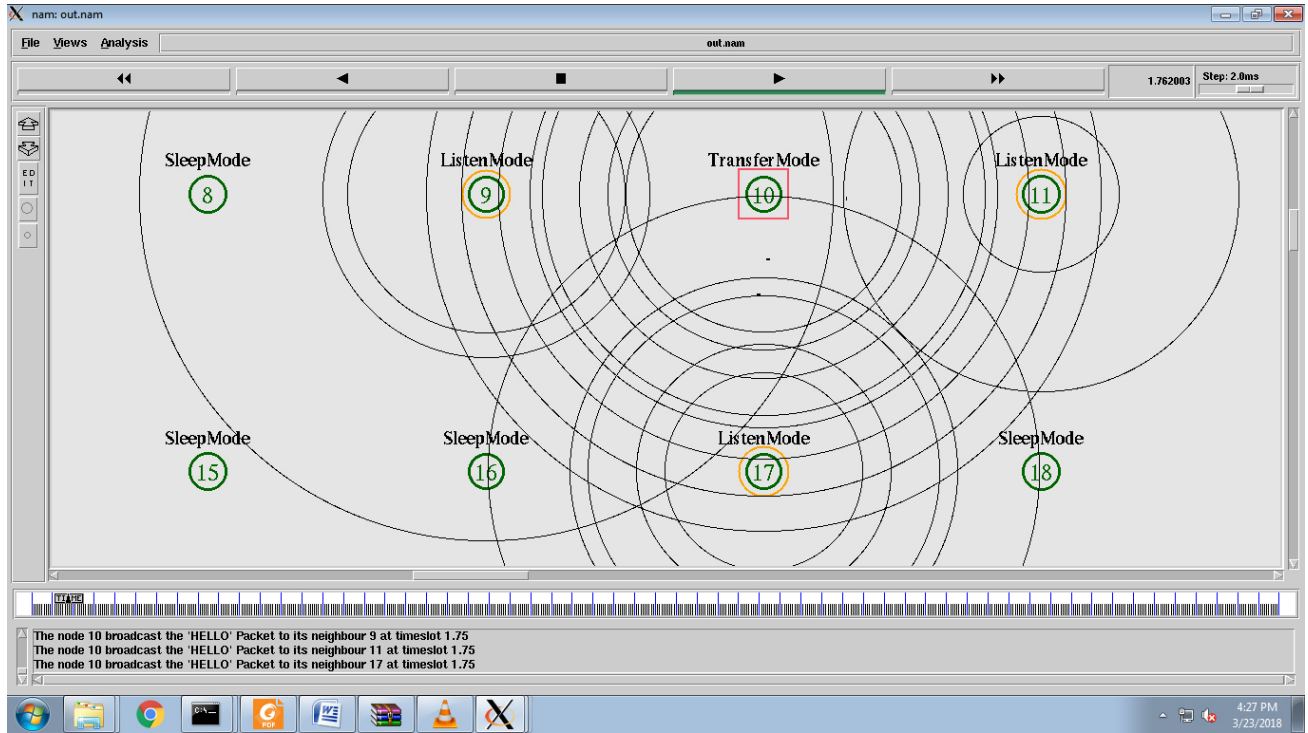 nam: out.nam
File Views Analysis out.nam
1.762003 Step: 2.0ms
ED
IT
SleepMode ListenMode TransferMode ListenMode
8 9 10 11
SleepMode SleepMode ListenMode SleepMode
15 16 17 18
TIME
The node 10 broadcast the 'HELLO' Packet to its neighbour 9 at timeslot 1.75
The node 10 broadcast the 'HELLO' Packet to its neighbour 11 at timeslot 1.75
The node 10 broadcast the 'HELLO' Packet to its neighbour 17 at timeslot 1.75
C:\
PDF
4:27 PM
3/23/2018